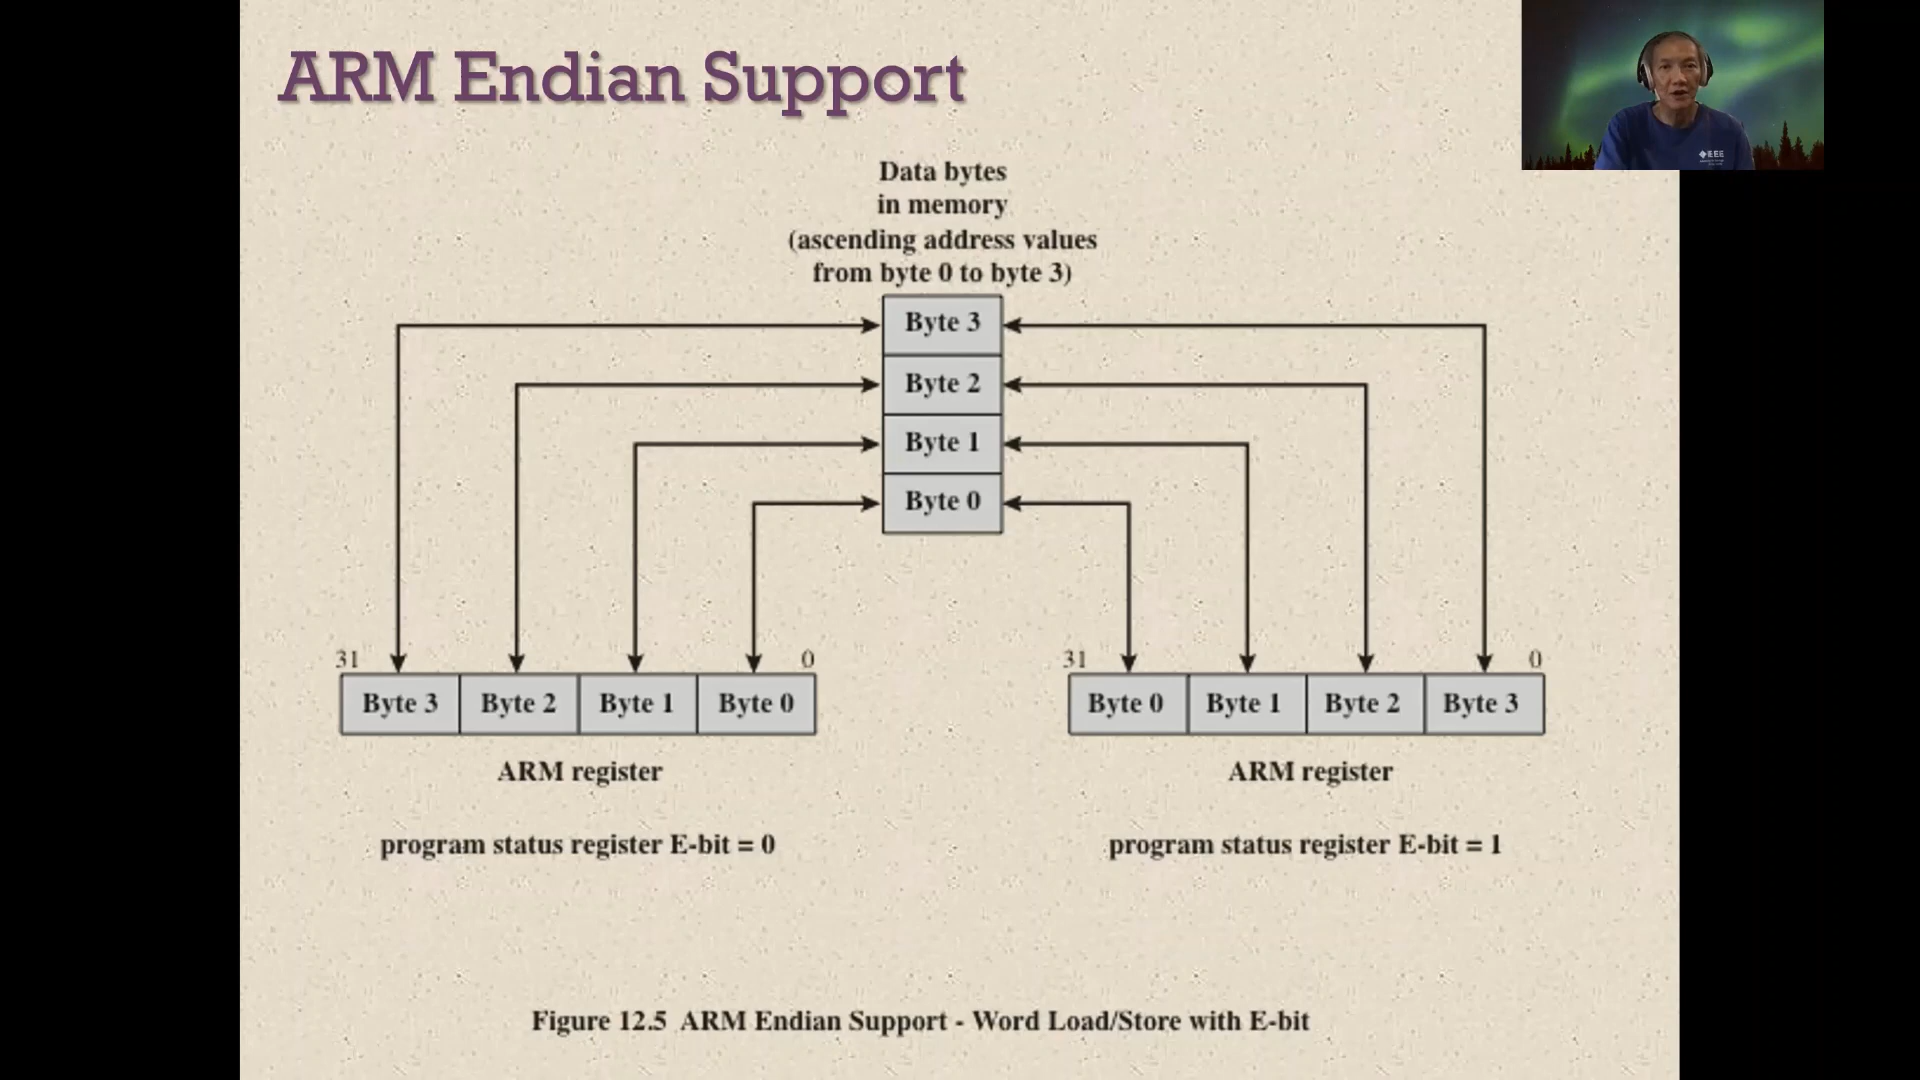 ARM Endian Support
IEEE
Data bytes
in memory
(ascending address values
from byte 0 to byte 3)
Byte 3
Byte 2
Byte 1
Byte 0
31
0
31
0
Byte 3 Byte 2 Byte 1 Byte 0
Byte 0 Byte 1 Byte 2 Byte 3
ARM register
ARM register
program status register E-bit = 0
program status register E-bit = 1
Figure 12.5 ARM Endian Support - Word Load/Store with E-bit